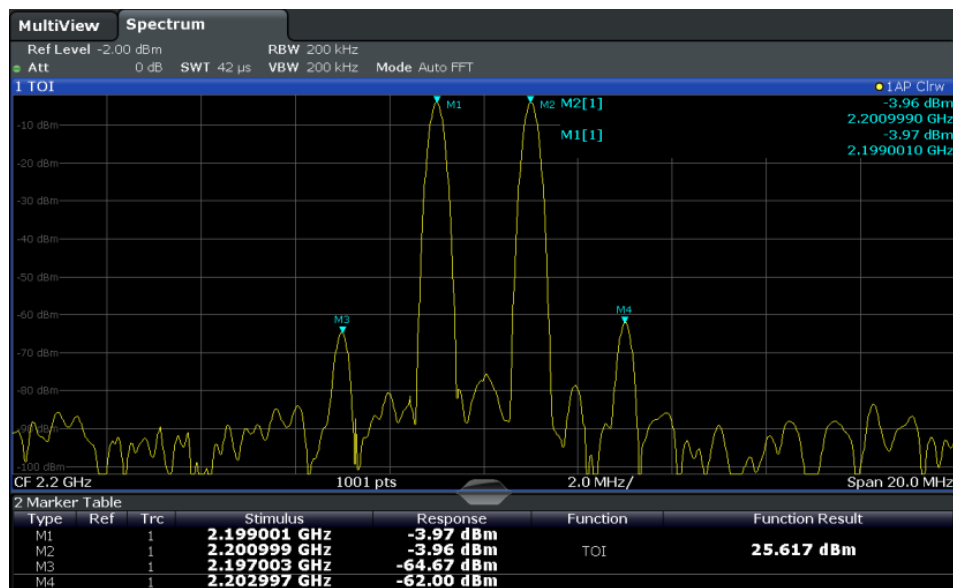 MultiView Spectrum
Ref Level -2.00 dBm RBW 200 kHz
Att 0 dB SWT 42 µs VBW 200 kHz Mode Auto FFT
1 TOI 1AP Clrw
M1 M2 M2[1] -3.96 dBm
2.2009990 GHz
M1[1] -3.97 dBm
2.1990010 GHz
-10 dBm
-20 dBm
-30 dBm
-40 dBm
-50 dBm
-60 dBm
M3 M4
-70 dBm
-80 dBm
-90 dBm
-100 dBm
CF 2.2 GHz 1001 pts 2.0 MHz/ Span 20.0 MHz
2 Marker Table
Type Ref Trc Stimulus Response Function Function Result
M1 1 2.199001 GHz -3.97 dBm
M2 1 2.200999 GHz -3.96 dBm TOI 25.617 dBm
M3 1 2.197003 GHz -64.67 dBm
M4 1 2.202997 GHz -62.00 dBm